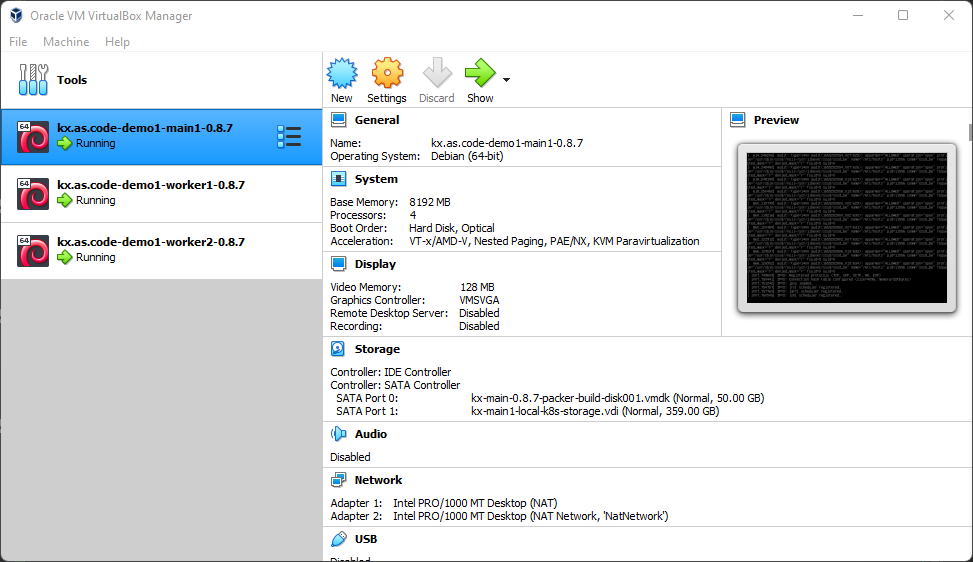 Oracle VM VirtualBox Manager
File Machine Help
Tools
New Settings Discard Show
64
kx.as.code-demo1-main1-0.8.7
Running
64
kx.as.code-demo1-worker1-0.8.7
Running
64
kx.as.code-demo1-worker2-0.8.7
Running
General
Name: kx.as.code-demo1-main1-0.8.7
Operating System: Debian (64-bit)
System
Base Memory: 8192 MB
Processors: 4
Boot Order: Hard Disk, Optical
Acceleration: VT-x/AMD-V, Nested Paging, PAE/NX, KVM Paravirtualization
Display
Video Memory: 128 MB
Graphics Controller: VMSVGA
Remote Desktop Server: Disabled
Recording: Disabled
Preview
Storage
Controller: IDE Controller
Controller: SATA Controller
SATA Port 0: kx-main-0.8.7-packer-build-disk001.vmdk (Normal, 50.00 GB)
SATA Port 1: kx-main1-local-k8s-storage.vdi (Normal, 359.00 GB)
Audio
Disabled
Network
Adapter 1: Intel PRO/1000 MT Desktop (NAT)
Adapter 2: Intel PRO/1000 MT Desktop (NAT Network, 'NatNetwork')
USB
Disabled